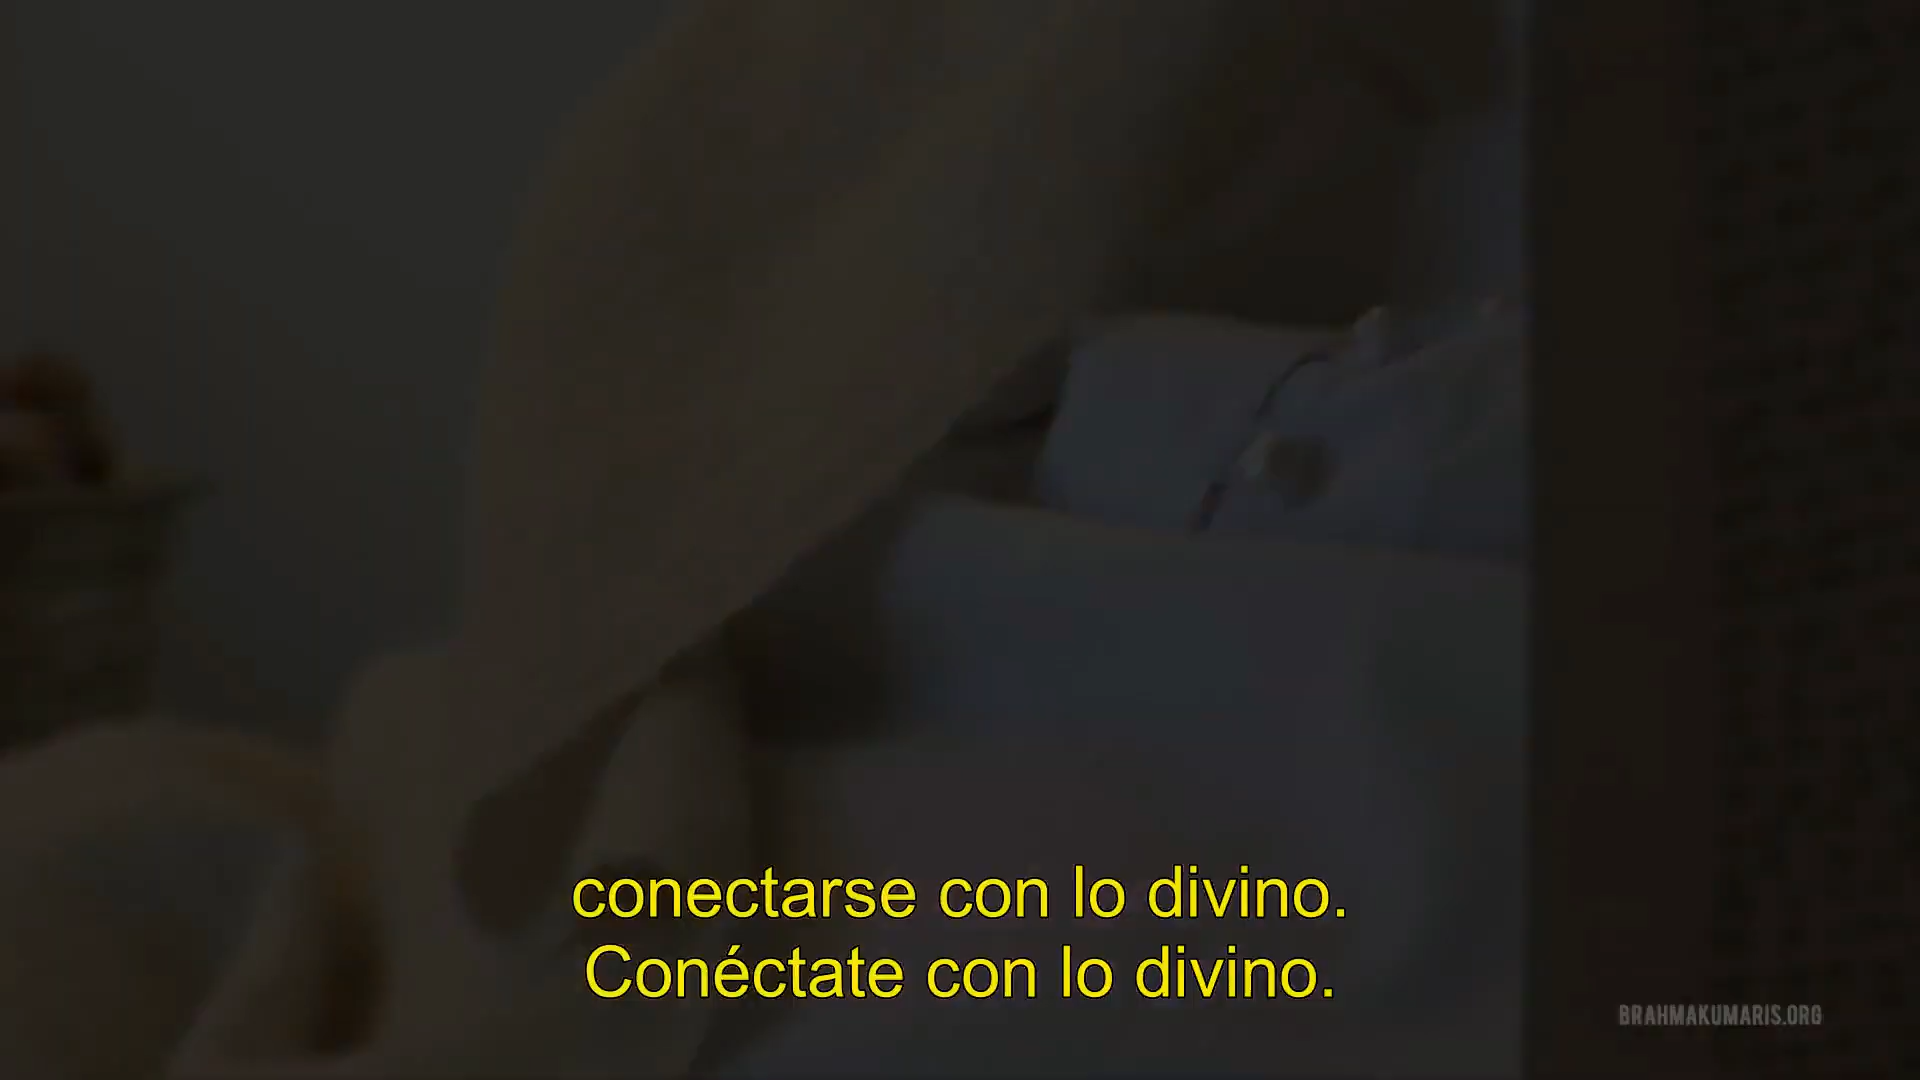 conectarse con lo divino.
Conéctate con lo divino.
BRAHMAKUMARIS.ORG